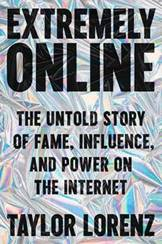 EXTREMELY
ONLINE
THE UNTOLD STORY
OF FAME, INFLUENCE,
AND POWER ON
THE INTERNET
TAYLOR LORENZ